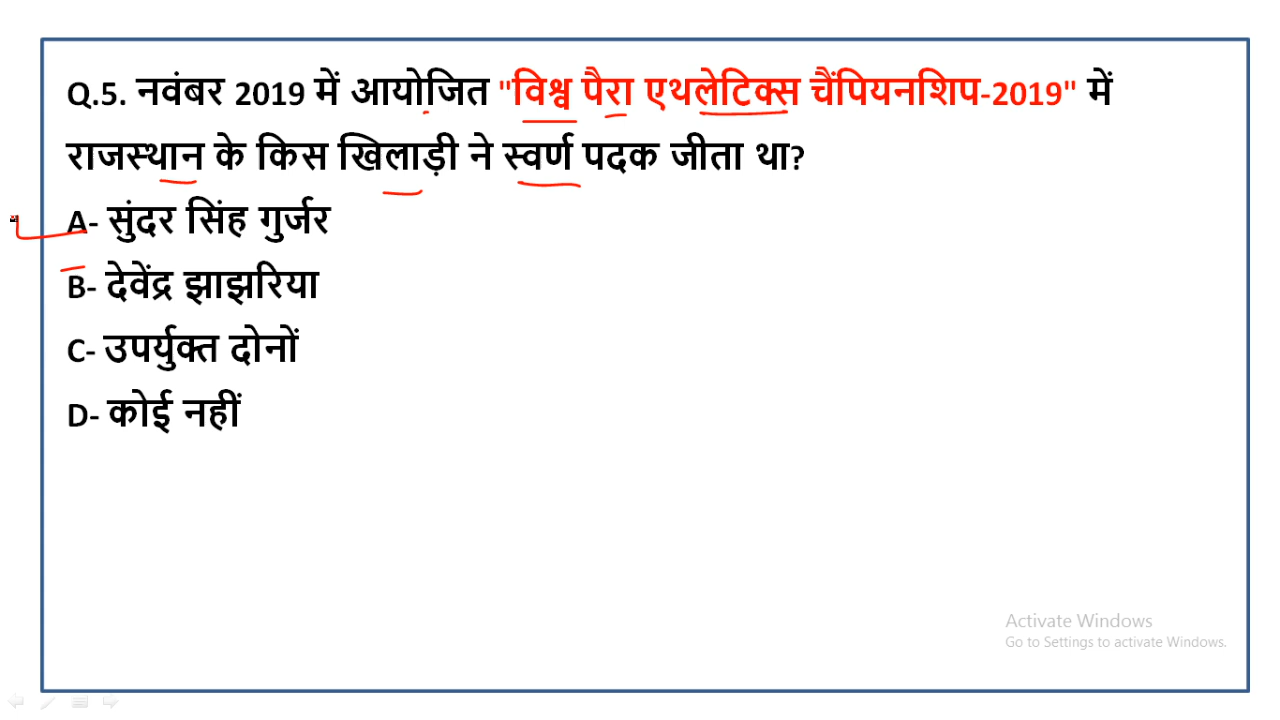 Q.5. नवंबर 2019 में आयोजित "विश्व पैरा एथलेटिक्स चैंपियनशिप-2019" में
राजस्थान के किस खिलाड़ी ने स्वर्ण पदक जीता था?
A- सुंदर सिंह गुर्जर
B- देवेंद्र झाझरिया
C- उपर्युक्त दोनों
D- कोई नहीं
Activate Windows
Go to Settings to activate Windows.